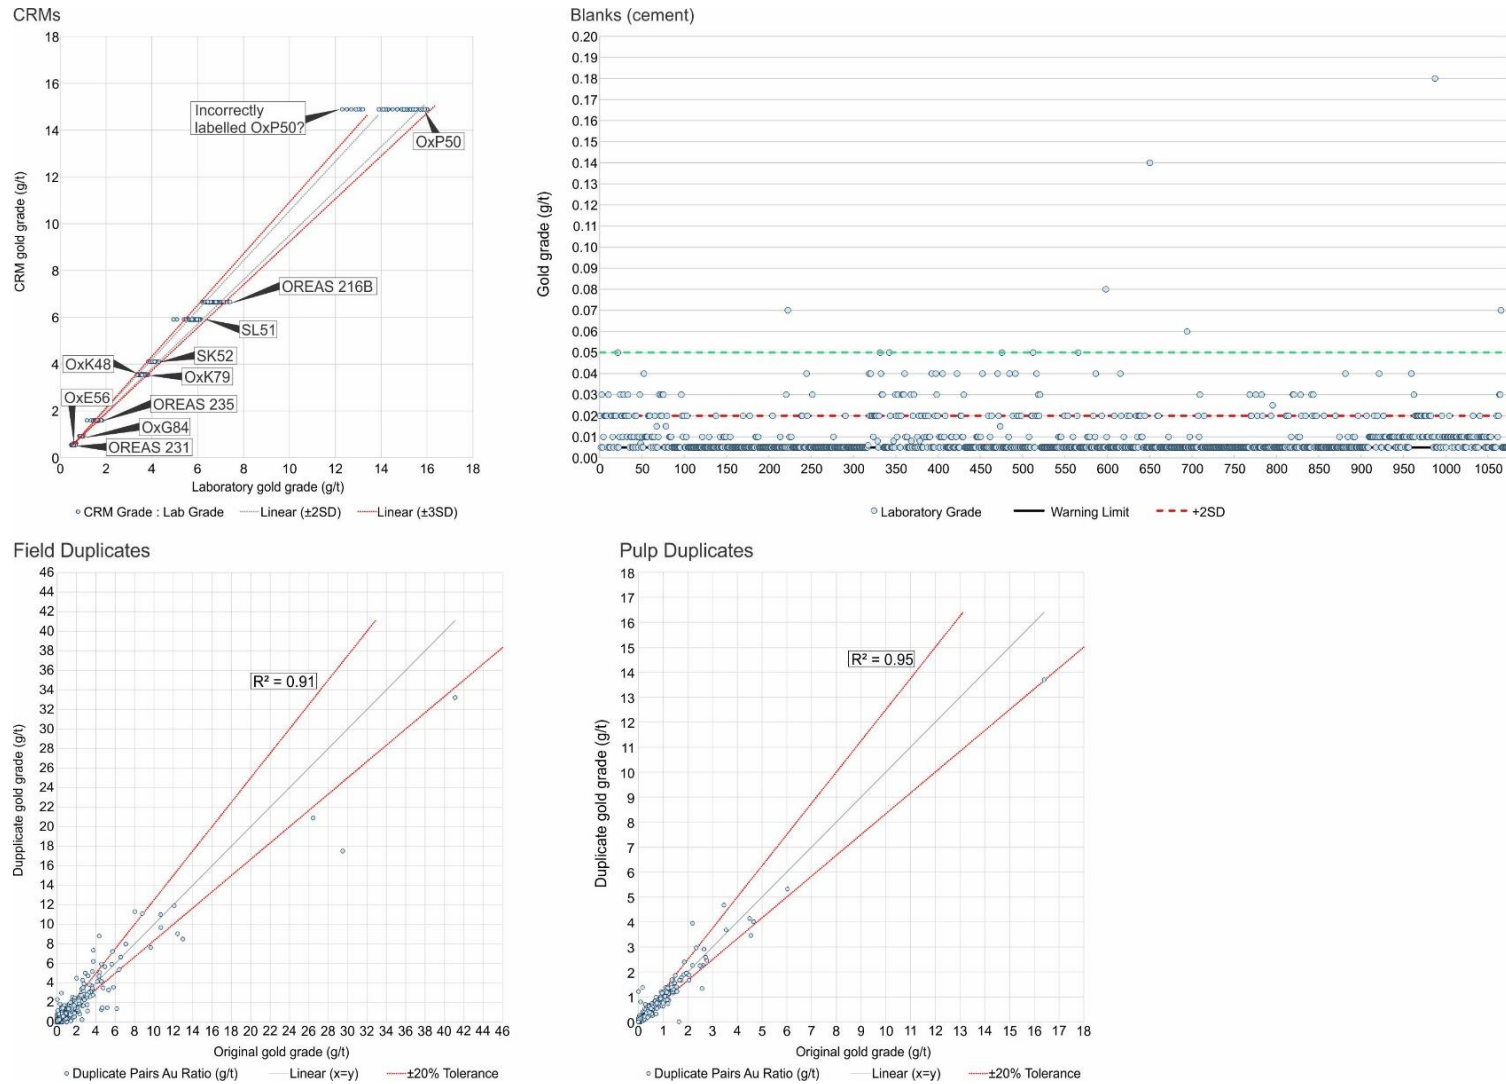 CRMs
18
16
14
12
10
8
6
4
2
0
CRM gold grade (g/t)
Incorrectly
labelled OxP50?
OxP50
OREAS 216B
SL51
SK52
OxK48
OxK79
OxE56
OREAS 235
OxG84
OREAS 231
0 2 4 6 8 10 12 14 16 18
Laboratory gold grade (g/t)
CRM Grade : Lab Grade Linear (±2SD) Linear (±3SD)
Blanks (cement)
0.20
0.19
0.18
0.17
0.16
0.15
0.14
0.13
0.12
0.11
0.10
0.09
0.08
0.07
0.06
0.05
0.04
0.03
0.02
0.01
0.00
Gold grade (g/t)
0 50 100 150 200 250 300 350 400 450 500 550 600 650 700 750 800 850 900 950 1000 1050
Laboratory Grade Warning Limit +2SD
Field Duplicates
46
44
42
40
38
36
34
32
30
28
26
24
22
20
18
16
14
12
10
8
6
4
2
0
Dupplicate gold grade (g/t)
R² = 0.91
0 2 4 6 8 10 12 14 16 18 20 22 24 26 28 30 32 34 36 38 40 42 44 46
Original gold grade (g/t)
Duplicate Pairs Au Ratio (g/t) Linear (x=y) ±20% Tolerance
Pulp Duplicates
18
17
16
15
14
13
12
11
10
9
8
7
6
5
4
3
2
1
0
Duplicate gold grade (g/t)
R² = 0.95
0 1 2 3 4 5 6 7 8 9 10 11 12 13 14 15 16 17 18
Original gold grade (g/t)
Duplicate Pairs Au Ratio (g/t) Linear (x=y) ±20% Tolerance